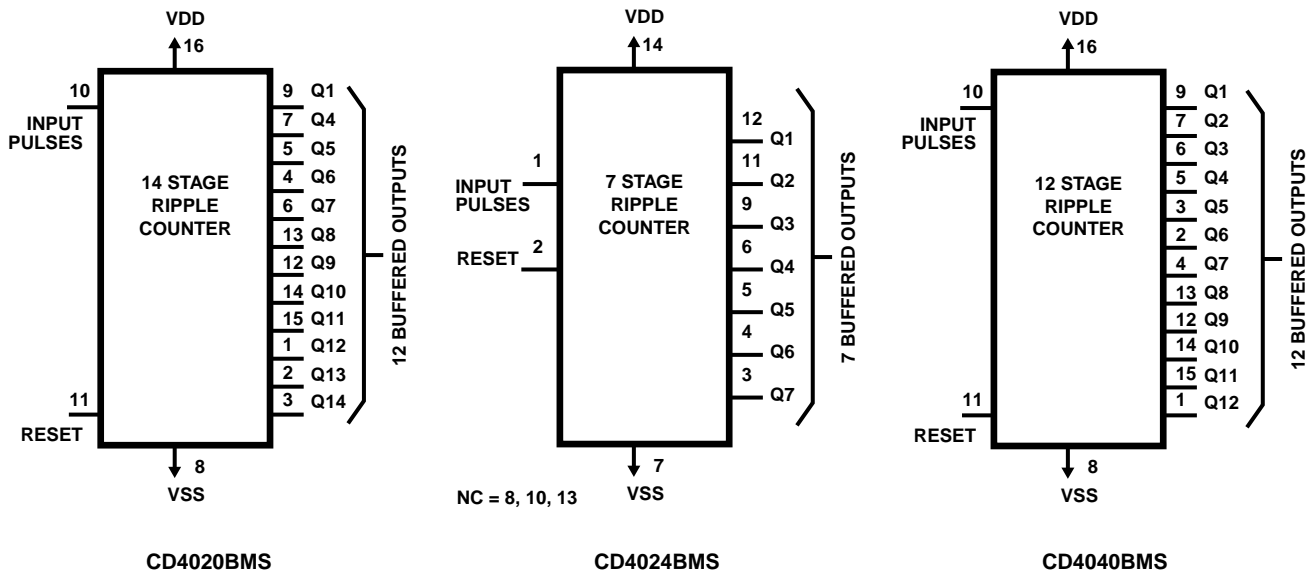 VDD
16
10
INPUT
PULSES
14 STAGE
RIPPLE
COUNTER
9 Q1
7 Q4
5 Q5
4 Q6
6 Q7
13 Q8
12 Q9
14 Q10
15 Q11
1 Q12
2 Q13
3 Q14
12 BUFFERED OUTPUTS
11
RESET
8
VSS
CD4020BMS
VDD
14
1
INPUT
PULSES
2
RESET
7 STAGE
RIPPLE
COUNTER
12
Q1
11
Q2
9
Q3
6
Q4
5
Q5
4
Q6
3
Q7
7 BUFFERED OUTPUTS
7
VSS
NC = 8, 10, 13
CD4024BMS
VDD
16
10
INPUT
PULSES
12 STAGE
RIPPLE
COUNTER
9 Q1
7 Q2
6 Q3
5 Q4
3 Q5
2 Q6
4 Q7
13 Q8
12 Q9
14 Q10
15 Q11
1 Q12
12 BUFFERED OUTPUTS
11
RESET
8
VSS
CD4040BMS